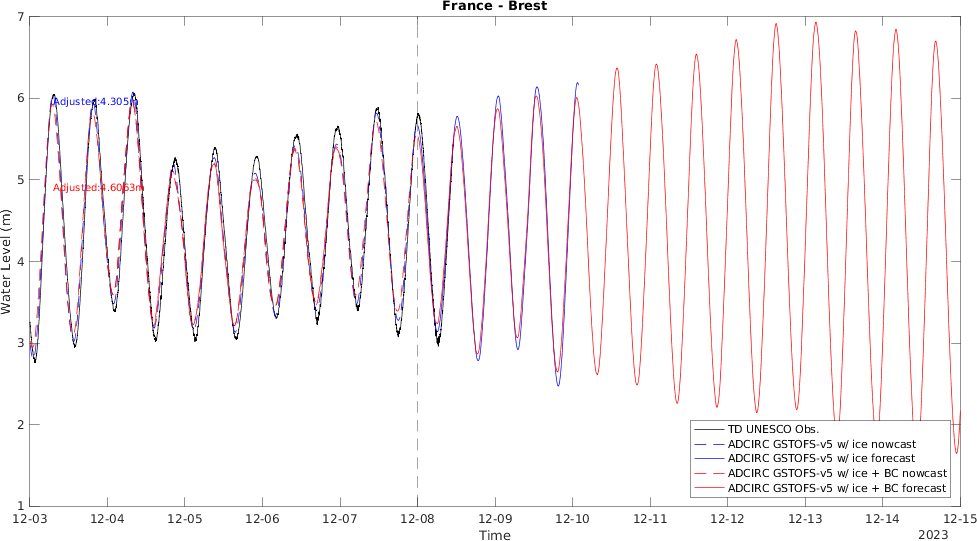 France - Brest
7
6
5
4
3
2
1
Water Level (m)
Adjusted:4.305m
Adjusted:4.6063m
TD UNESCO Obs.
ADCIRC GSTOFS-v5 w/ ice nowcast
ADCIRC GSTOFS-v5 w/ ice forecast
ADCIRC GSTOFS-v5 w/ ice + BC nowcast
ADCIRC GSTOFS-v5 w/ ice + BC forecast
12-03 12-04 12-05 12-06 12-07 12-08 12-09 12-10 12-11 12-12 12-13 12-14 12-15
Time
2023